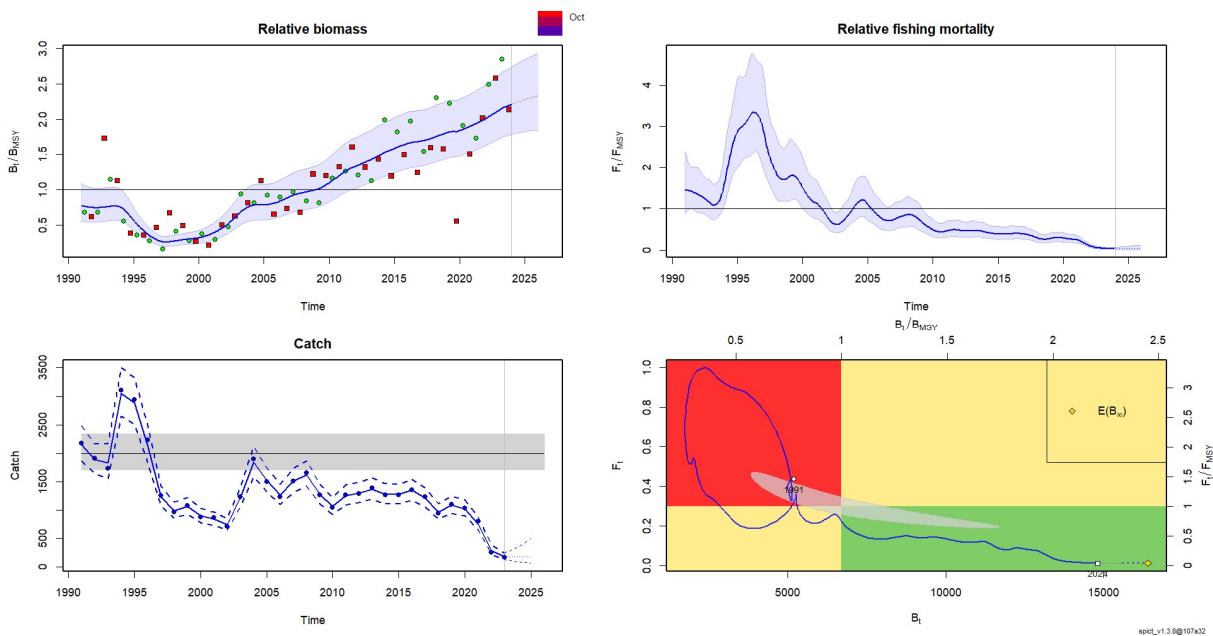 Oct
Relative biomass
Bt/BMSY
0.5 1.0 1.5 2.0 2.5 3.0
1990 1995 2000 2005 2010 2015 2020 2025
Time
Relative fishing mortality
Ft/FMSY
0 1 2 3 4
1990 1995 2000 2005 2010 2015 2020 2025
Time
Catch
Catch
0 500 1500 2500 3500
1990 1995 2000 2005 2010 2015 2020 2025
Time
Bt/BMSY
0.5 1 1.5 2 2.5
Ft
0.0 0.2 0.4 0.6 0.8 1.0
Ft/FMSY
0 0.5 1 1.5 2 2.5 3
E(B∞)
1991
2024
5000 10000 15000
Bt
spict_v1.3.8@107a32